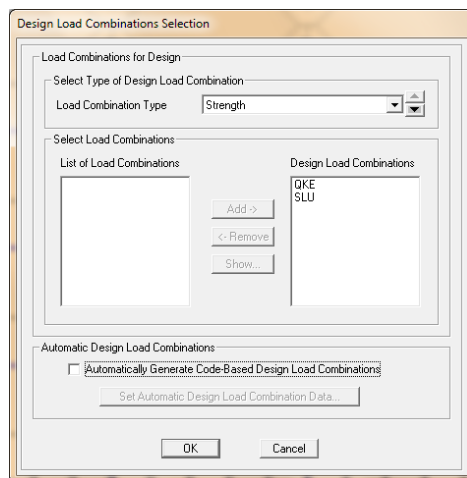 Design Load Combinations Selection
Load Combinations for Design
Select Type of Design Load Combination
Load Combination Type
Strength
Select Load Combinations
List of Load Combinations
Design Load Combinations
QKE
SLU
Add ->
<- Remove
Show...
Automatic Design Load Combinations
Automatically Generate Code-Based Design Load Combinations
Set Automatic Design Load Combination Data...
OK
Cancel